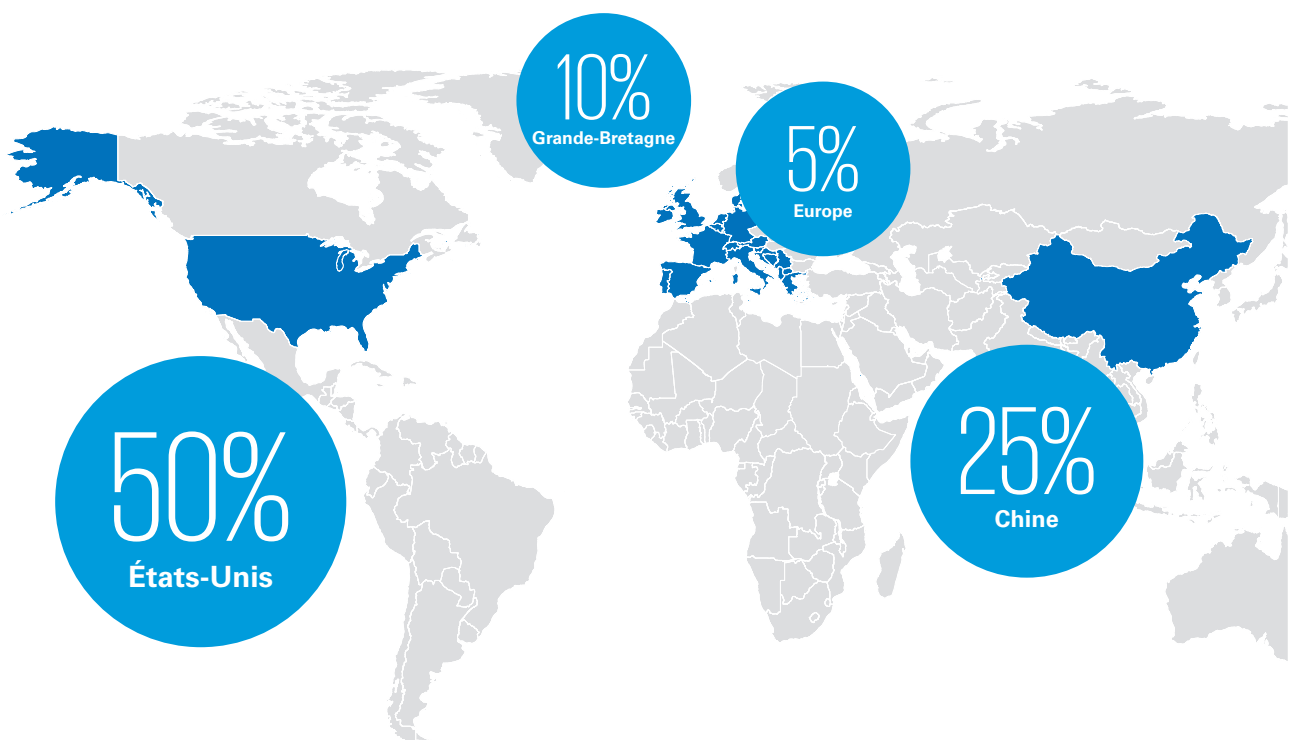 10%
Grande-Bretagne
5%
Europe
50%
États-Unis
25%
Chine